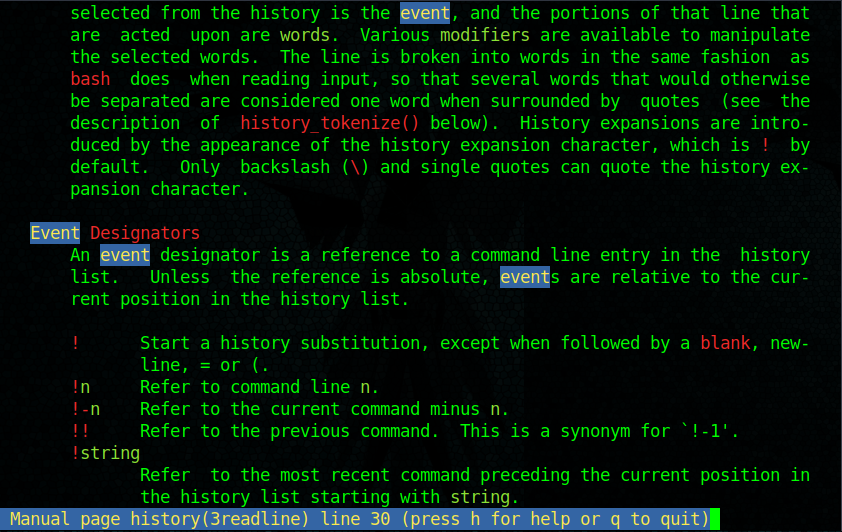 selected from the history is the event, and the portions of that line that
are  acted  upon are words.  Various modifiers are available to manipulate
the selected words.  The line is broken into words in the same fashion  as
bash  does  when reading input, so that several words that would otherwise
be separated are considered one word when surrounded by  quotes  (see  the
description  of  history_tokenize() below).  History expansions are intro-
duced by the appearance of the history expansion character, which is !  by
default.   Only  backslash (\) and single quotes can quote the history ex-
pansion character.
Event Designators
An event designator is a reference to a command line entry in the  history
list.   Unless  the reference is absolute, events are relative to the cur-
rent position in the history list.
!      Start a history substitution, except when followed by a blank, new-
line, = or (.
!n     Refer to command line n.
!-n    Refer to the current command minus n.
!!     Refer to the previous command.  This is a synonym for `!-1'.
!string
Refer  to the most recent command preceding the current position in
the history list starting with string.
Manual page history(3readline) line 30 (press h for help or q to quit)